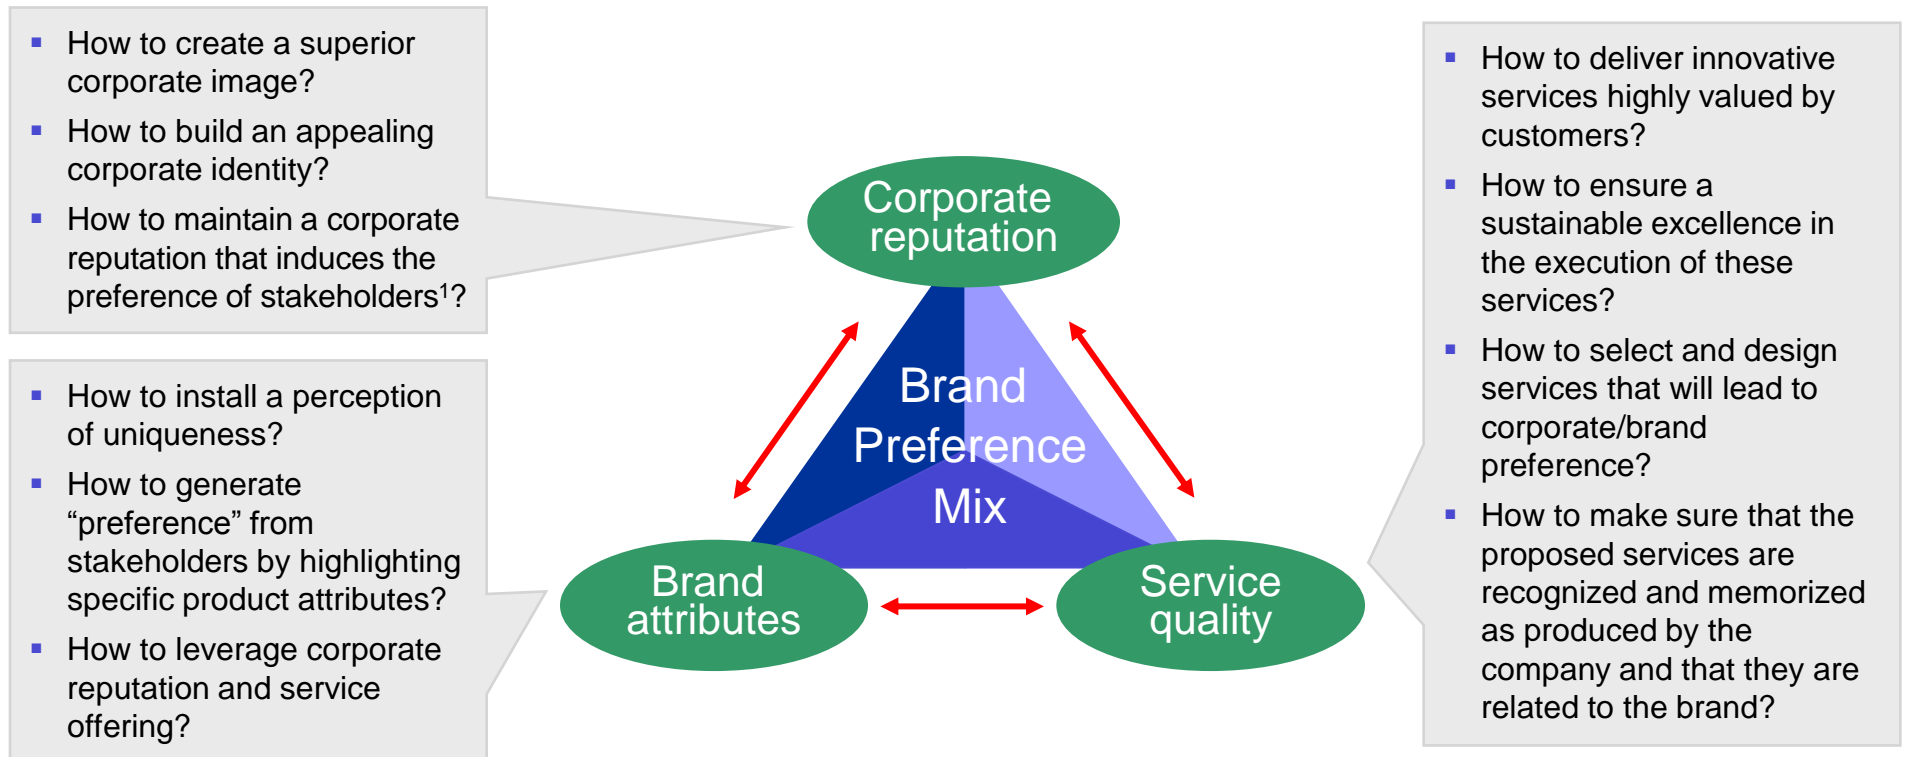 ▪ How to create a superior
corporate image?
▪ How to build an appealing
corporate identity?
▪ How to maintain a corporate
reputation that induces the
preference of stakeholders¹?
▪ How to install a perception
of uniqueness?
▪ How to generate
“preference” from
stakeholders by highlighting
specific product attributes?
▪ How to leverage corporate
reputation and service
offering?
Corporate
reputation
Brand
Preference
Mix
Brand
attributes
Service
quality
▪ How to deliver innovative
services highly valued by
customers?
▪ How to ensure a
sustainable excellence in
the execution of these
services?
▪ How to select and design
services that will lead to
corporate/brand
preference?
▪ How to make sure that the
proposed services are
recognized and memorized
as produced by the
company and that they are
related to the brand?